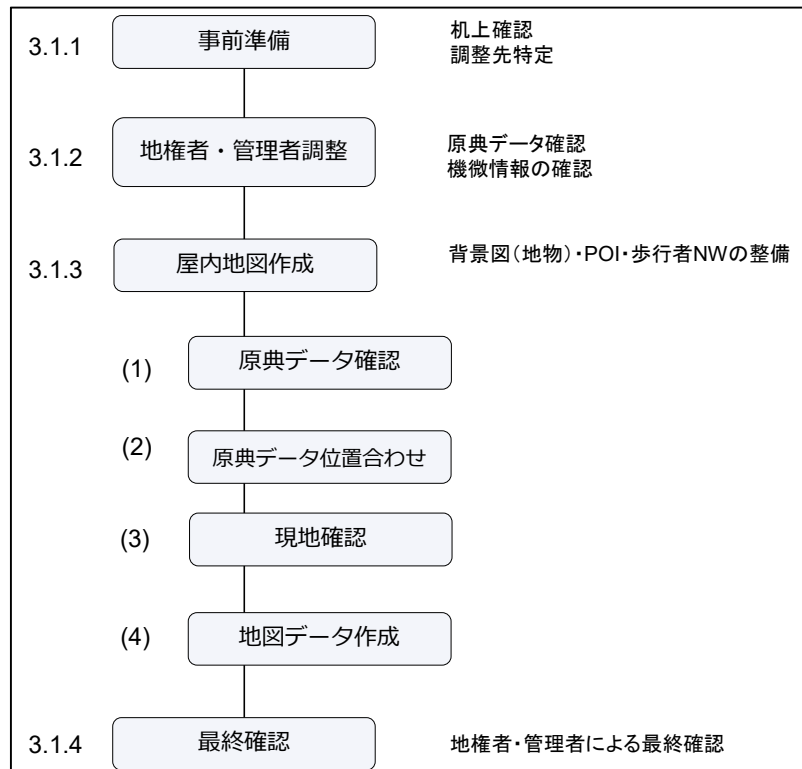 3.1.1
事前準備
机上確認
調整先特定
3.1.2
地権者・管理者調整
原典データ確認
機微情報の確認
3.1.3
屋内地図作成
背景図(地物)・POI・歩行者NWの整備
(1)
原典データ確認
(2)
原典データ位置合わせ
(3)
現地確認
(4)
地図データ作成
3.1.4
最終確認
地権者・管理者による最終確認